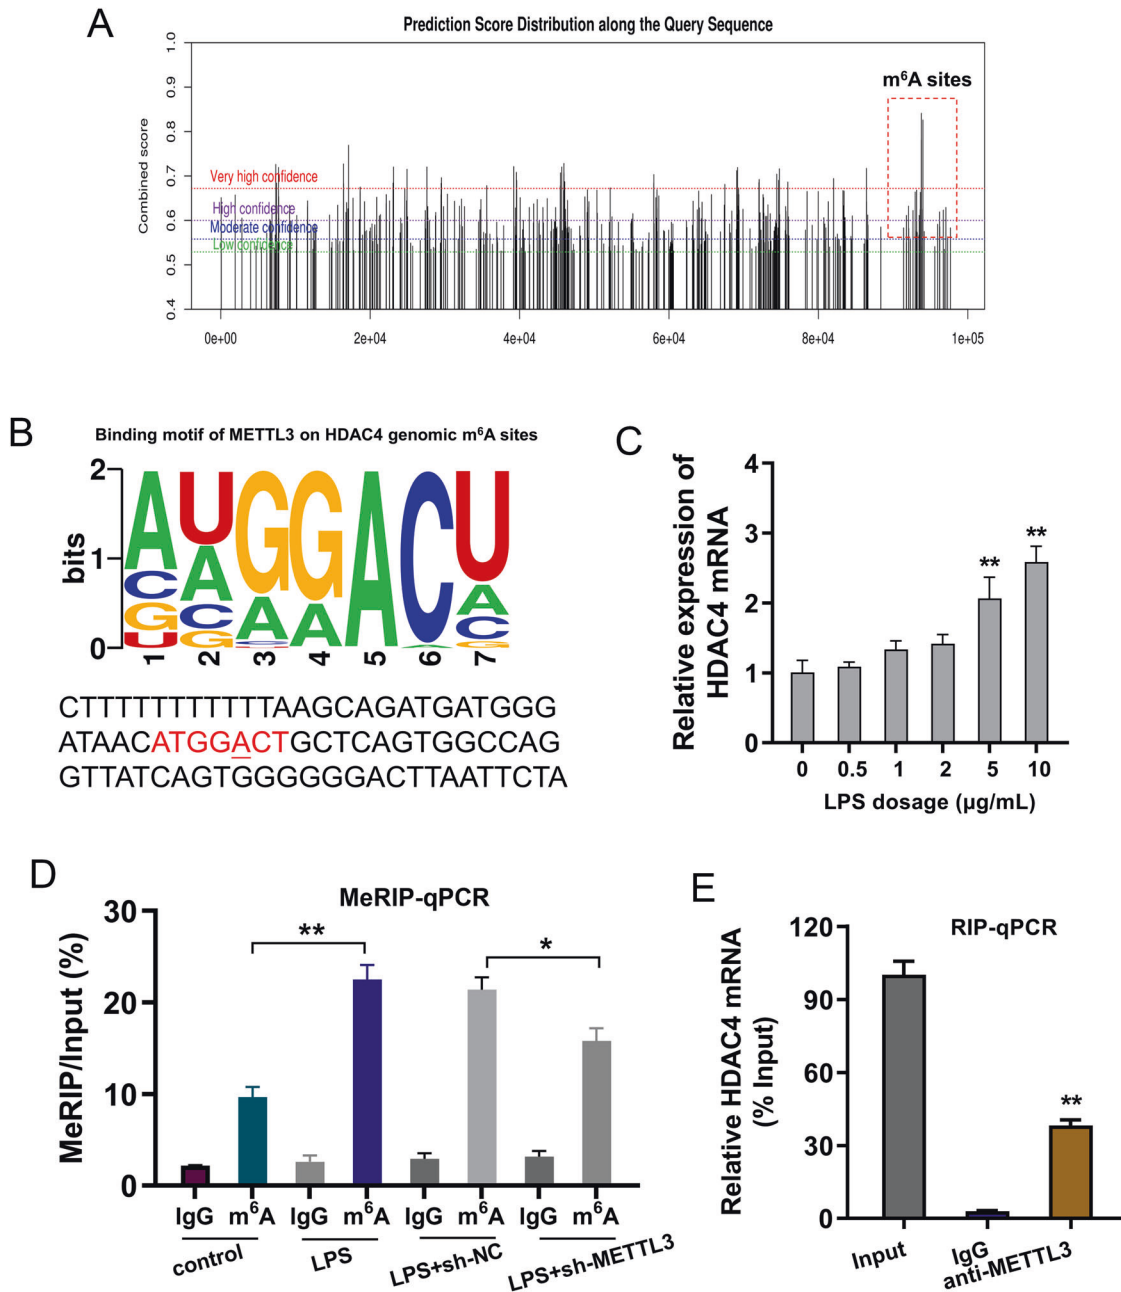 A
Prediction Score Distribution along the Query Sequence
m⁶A sites
Combined score
1.0
0.9
0.8
0.7
0.6
0.5
0.4
Very high confidence
High confidence
Moderate confidence
Low confidence
0e+00 2e+04 4e+04 6e+04 8e+04 1e+05
B
Binding motif of METTL3 on HDAC4 genomic m⁶A sites
bits
2
1
0
A U G G A C U
C A A A A
G C C
U G G
1 2 3 4 5 6 7
CTTTTTTTTTTTAAGCAGATGATGGG
ATAACATGGACTGCTCAGTGGCCAG
GTTATCAGTGGGGGGACTTAATTCTA
C
Relative expression of
HDAC4 mRNA
4
3
2
1
0
** **
0 0.5 1 2 5 10
LPS dosage (µg/mL)
D
MeRIP-qPCR
MeRIP/Input (%)
30
20
10
0
** *
IgG m⁶A IgG m⁶A IgG m⁶A IgG m⁶A
control LPS LPS+sh-NC LPS+sh-METTL3
E
RIP-qPCR
Relative HDAC4 mRNA
(% Input)
120
90
60
30
0
**
Input IgG anti-METTL3